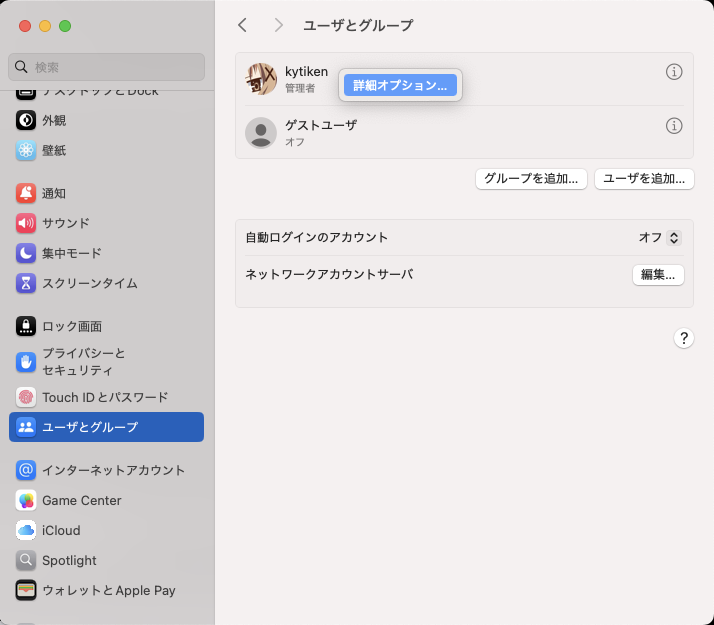 ユーザとグループ
検索
デスクトップとDock
外観
壁紙
通知
サウンド
集中モード
スクリーンタイム
ロック画面
プライバシーと
セキュリティ
Touch IDとパスワード
ユーザとグループ
インターネットアカウント
Game Center
iCloud
Spotlight
ウォレットとApple Pay
kytiken
管理者
詳細オプション...
ゲストユーザ
オフ
グループを追加...
ユーザを追加...
自動ログインのアカウント
オフ
ネットワークアカウントサーバ
編集...
?